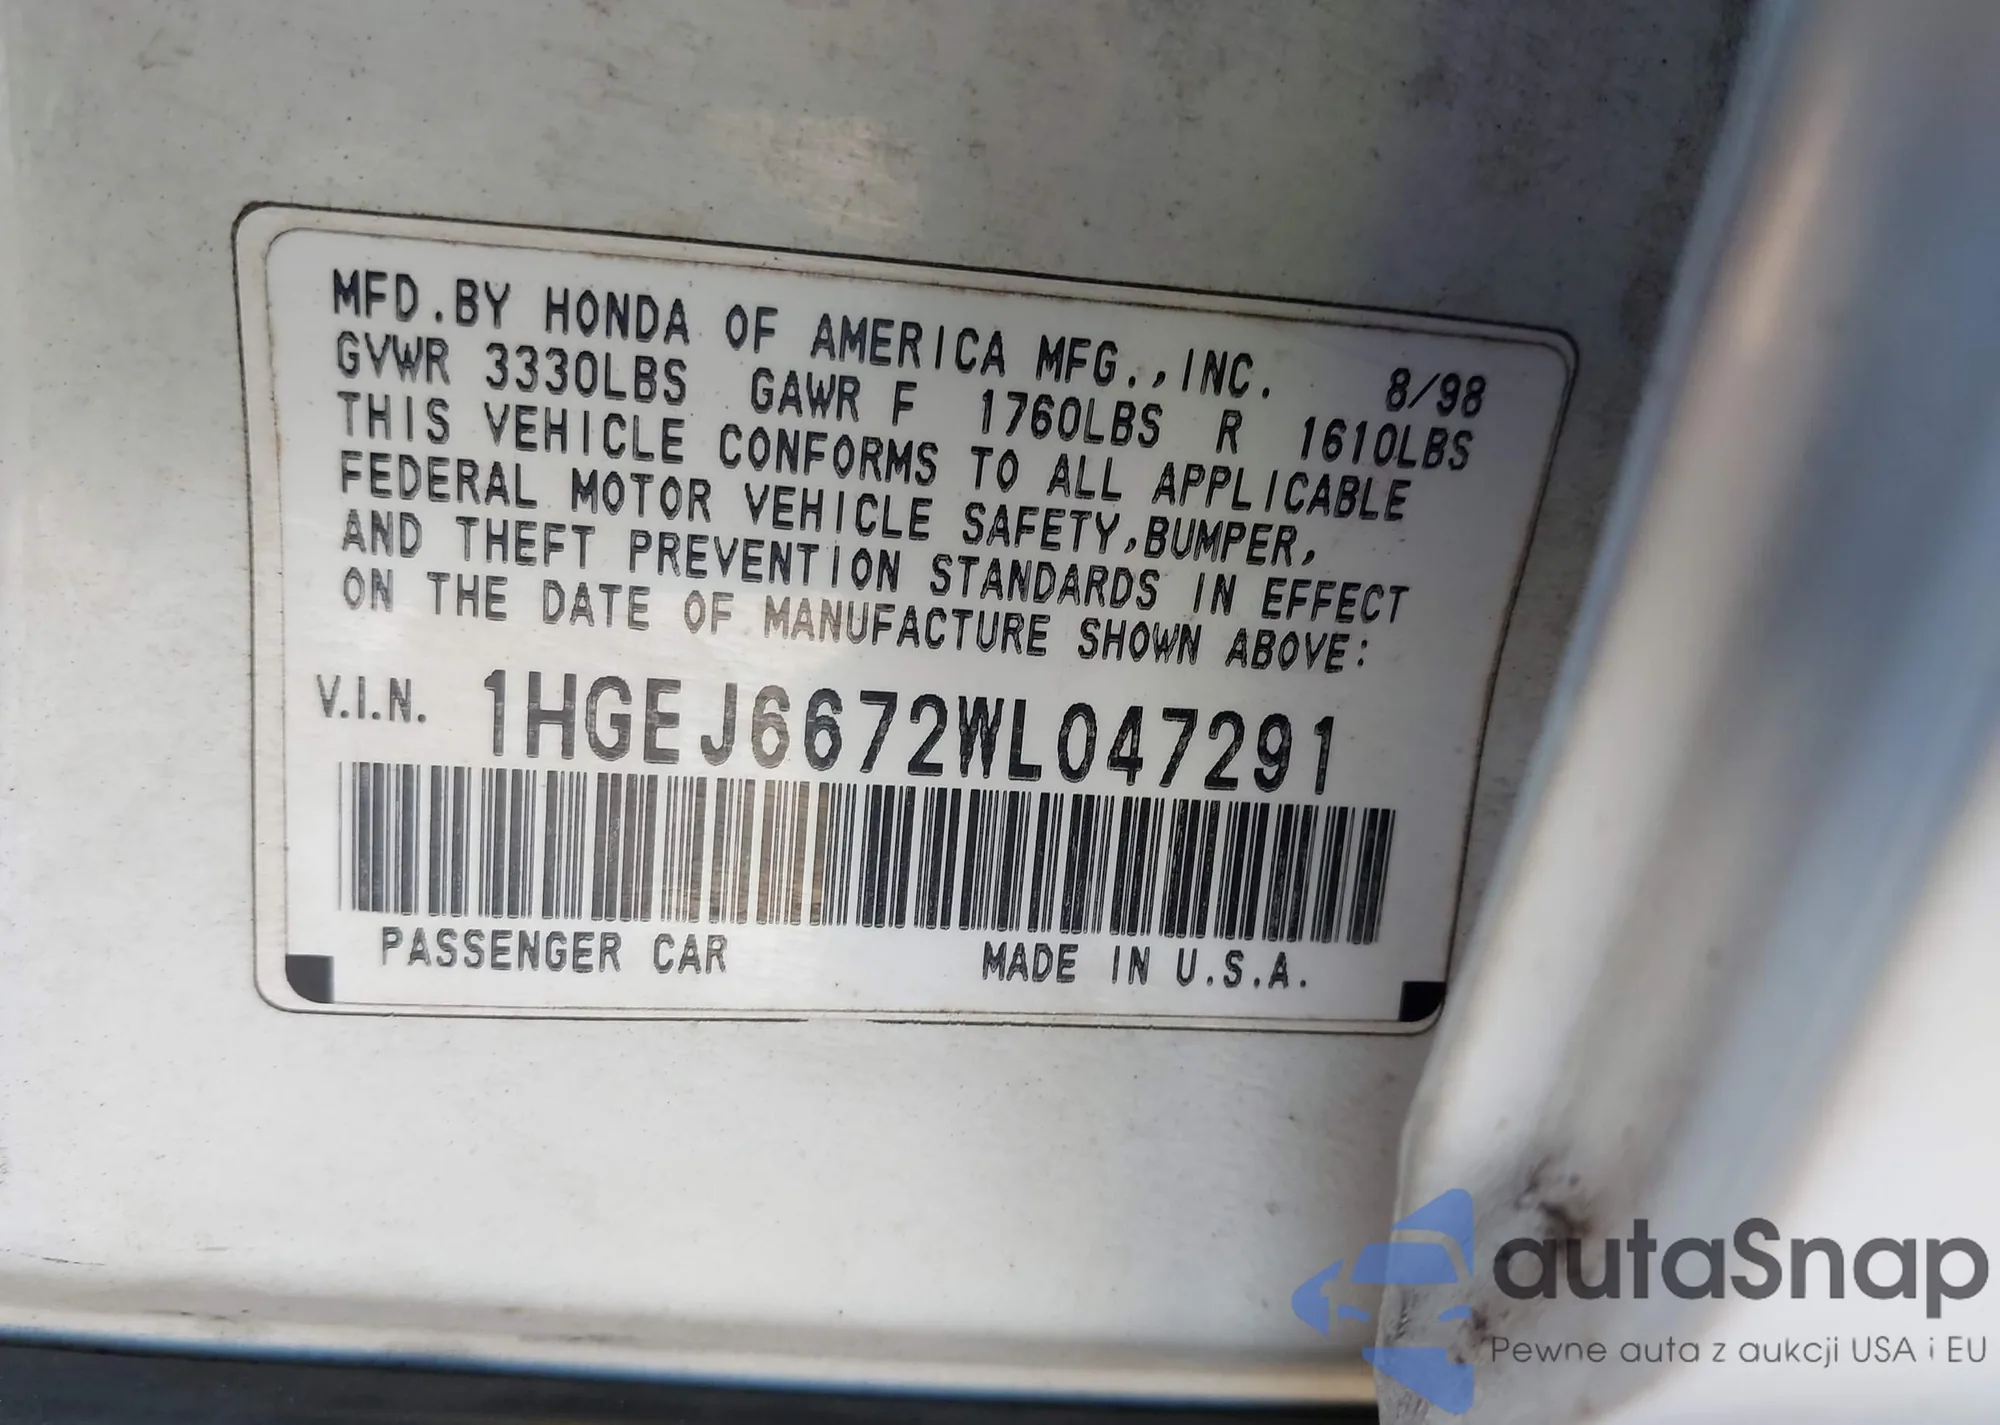 MFD.BY HONDA OF AMERICA MFG.,INC. 8/98
GVWR 3330LBS GAWR F 1760LBS R 1610LBS
THIS VEHICLE CONFORMS TO ALL APPLICABLE
FEDERAL MOTOR VEHICLE SAFETY,BUMPER,
AND THEFT PREVENTION STANDARDS IN EFFECT
ON THE DATE OF MANUFACTURE SHOWN ABOVE:
V.I.N. 1HGEJ6672WL047291
PASSENGER CAR MADE IN U.S.A.
autaSnap
Pewne auta z aukcji USA i EU